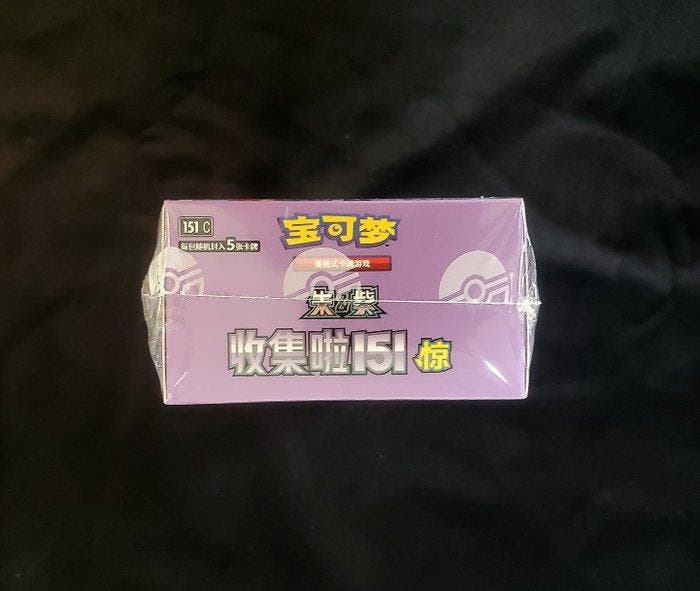 151 C
每包随机封入5张卡牌
宝可梦
集换式卡牌游戏
朱&紫
收集啦151 惊